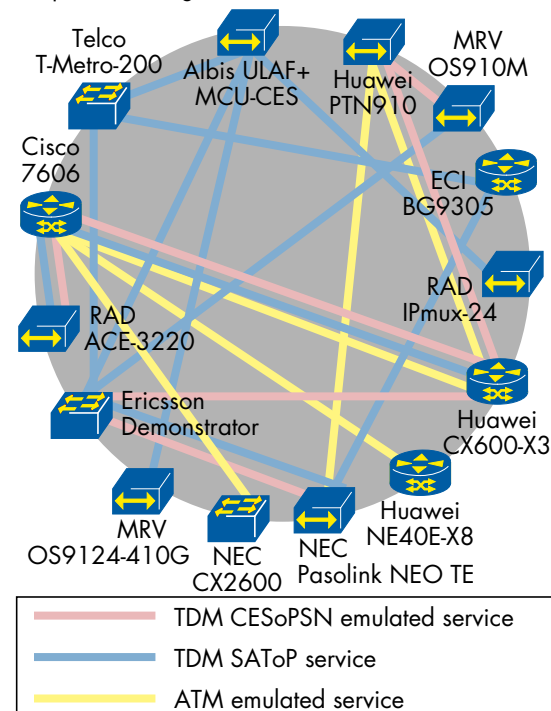 Telco
T-Metro-200
Albis ULAF+
MCU-CES
Huawei
PTN910
MRV
OS910M
Cisco
7606
ECI
BG9305
RAD
IPmux-24
RAD
ACE-3220
Ericsson
Demonstrator
Huawei
CX600-X3
MRV
OS9124-410G
NEC
CX2600
NEC
Pasolink NEO TE
Huawei
NE40E-X8
TDM CESoPSN emulated service
TDM SAToP service
ATM emulated service